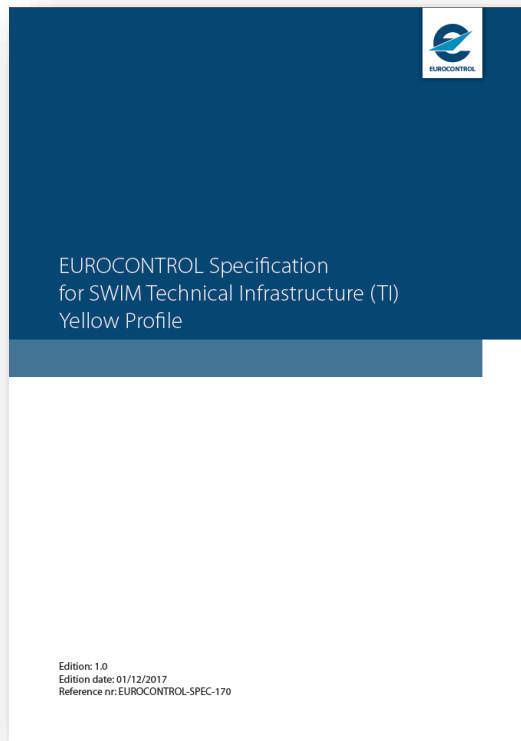 EUROCONTROL
EUROCONTROL Specification
for SWIM Technical Infrastructure (TI)
Yellow Profile
Edition: 1.0
Edition date: 01/12/2017
Reference nr: EUROCONTROL-SPEC-170